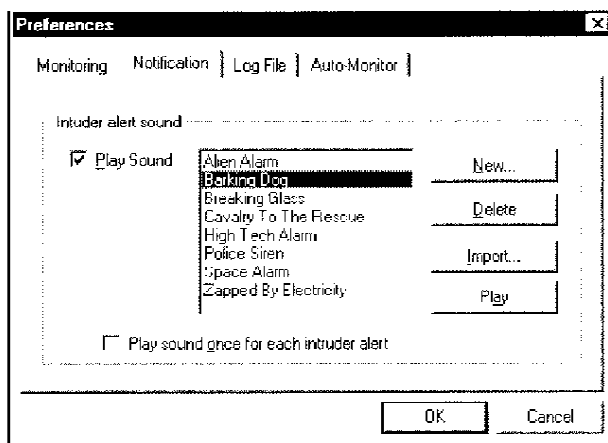 Preferences
Monitoring Notification Log File Auto-Monitor
Intuder alert sound
Play Sound
Alien Alarm
Barking Dog
Breaking Glass
Cavalry To The Rescue
High Tech Alarm
Police Siren
Space Alarm
Zapped By Electricity
New...
Delete
Import...
Play
Play sound once for each intruder alert
OK Cancel